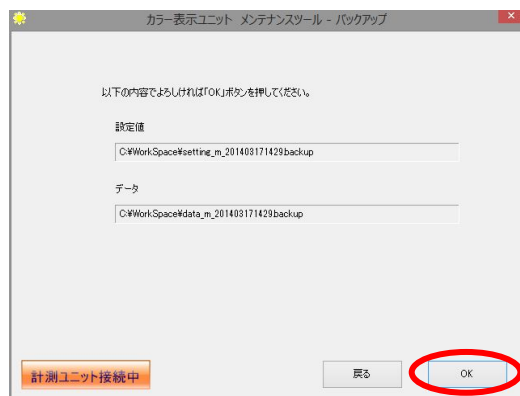 カラー表示ユニット メンテナンスツール - バックアップ
以下の内容でよろしければ「OK」ボタンを押してください。
設定値
C:¥WorkSpace¥setting_m_201403171429.backup
データ
C:¥WorkSpace¥data_m_201403171429.backup
計測ユニット接続中
戻る
OK